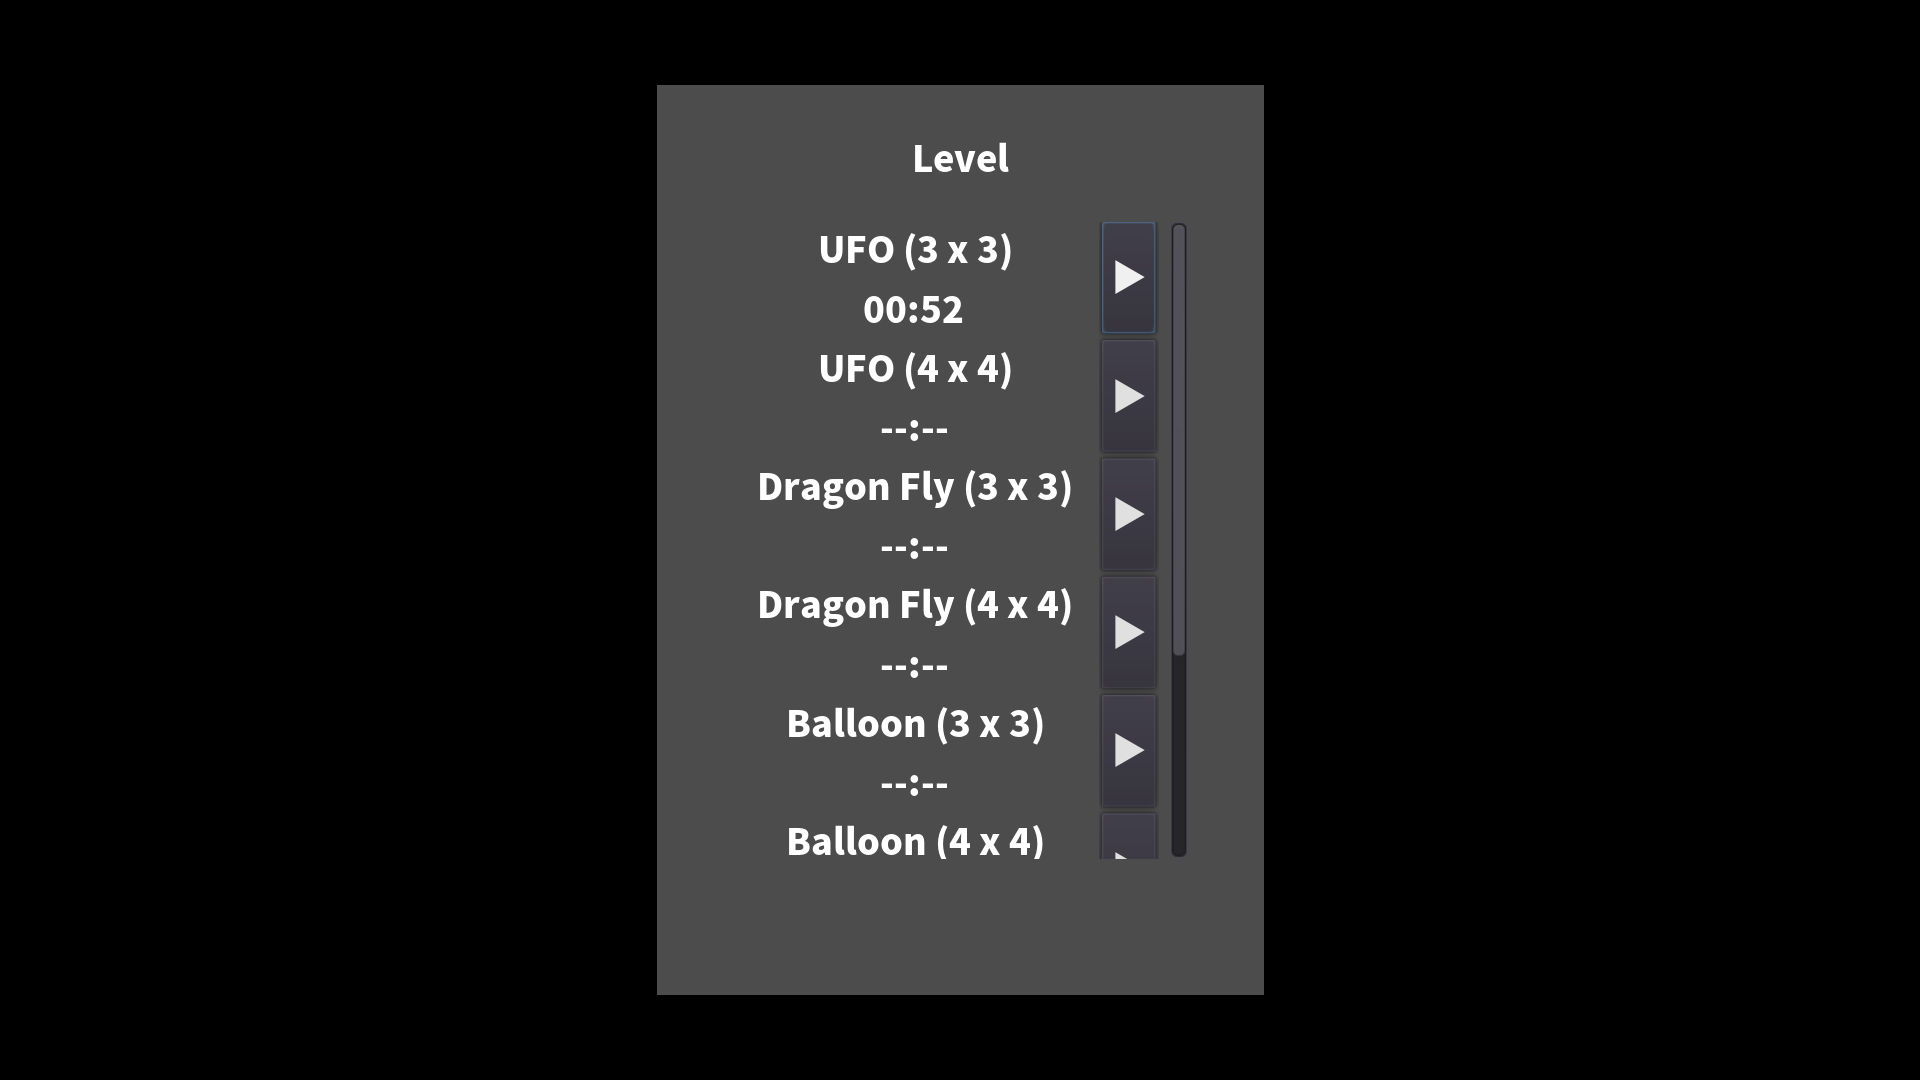 Level
UFO (3 x 3)
00:52
UFO (4 x 4)
--:--
Dragon Fly (3 x 3)
--:--
Dragon Fly (4 x 4)
--:--
Balloon (3 x 3)
--:--
Balloon (4 x 4)